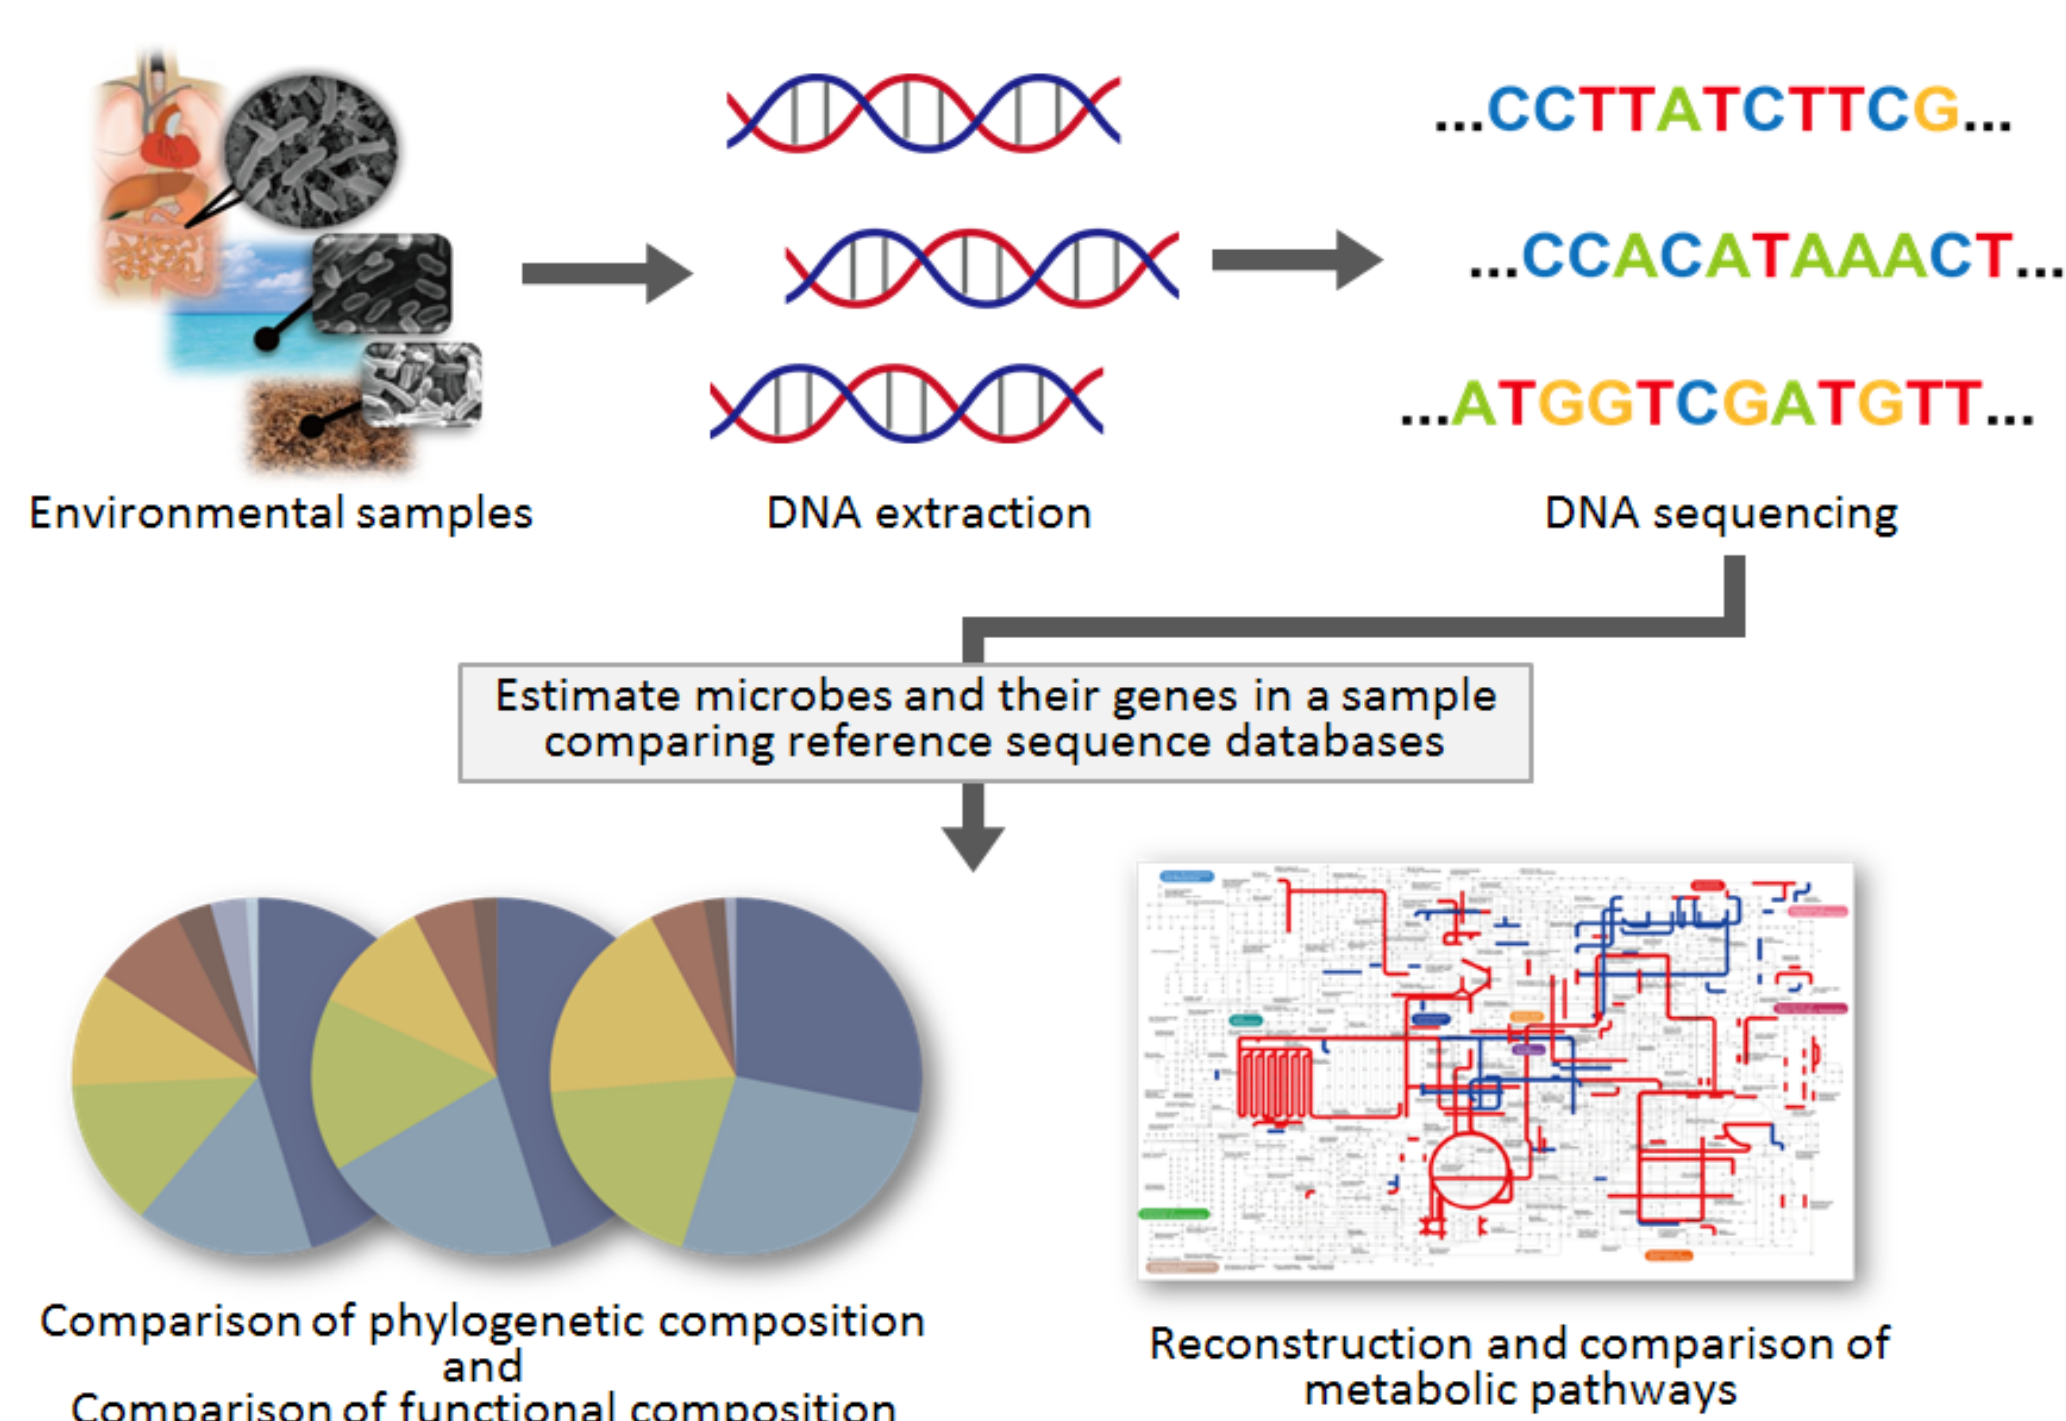 ...CCTTATCTTCG...
...CCACATAAACT...
...ATGGTCGATGTT...
Environmental samples
DNA extraction
DNA sequencing
Estimate microbes and their genes in a sample
comparing reference sequence databases
Comparison of phylogenetic composition
and
Comparison of functional composition
Reconstruction and comparison of
metabolic pathways